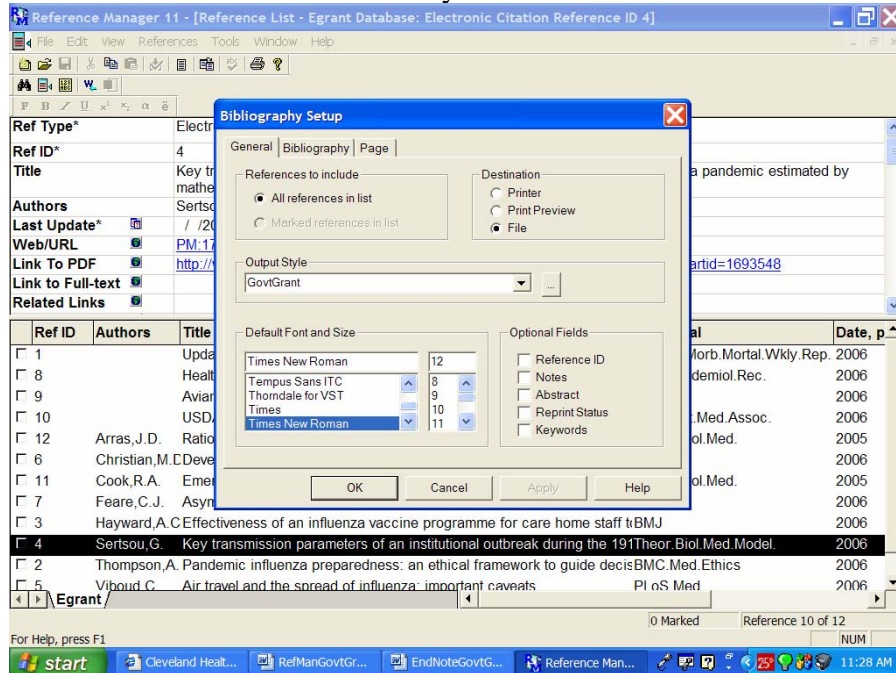 Reference Manager 11 - [Reference List - Egrant Database: Electronic Citation Reference ID 4]
File Edit View References Tools Window Help
F B I U x² x₂ α ë
Ref Type* Electr
Ref ID* 4
Title Key tr a pandemic estimated by
mathe
Authors Sertso
Last Update* / /20
Web/URL PM:17
Link To PDF http://v artid=1693548
Link to Full-text
Related Links
Bibliography Setup
General Bibliography Page
References to include
All references in list
Marked references in list
Destination
Printer
Print Preview
File
Output Style
GovtGrant
...
Default Font and Size
Times New Roman 12
Tempus Sans ITC 8
Thorndale for VST 9
Times 10
Times New Roman 11
Optional Fields
Reference ID
Notes
Abstract
Reprint Status
Keywords
OK Cancel Apply Help
Ref ID Authors Title al Date, p
1 Upda Morb.Mortal.Wkly.Rep. 2006
8 Healt demiol.Rec. 2006
9 Avian 2006
10 USDA .Med.Assoc. 2006
12 Arras,J.D. Ratio ol.Med. 2005
6 Christian,M.D Deve 2006
11 Cook,R.A. Emer ol.Med. 2005
7 Feare,C.J. Asyn 2006
3 Hayward,A.C Effectiveness of an influenza vaccine programme for care home staff t BMJ 2006
4 Sertsou,G. Key transmission parameters of an institutional outbreak during the 191 Theor.Biol.Med.Model. 2006
2 Thompson,A. Pandemic influenza preparedness: an ethical framework to guide decis BMC.Med.Ethics 2006
5 Viboud,C. Air travel and the spread of influenza: important caveats PLoS Med 2006
Egrant
0 Marked Reference 10 of 12
For Help, press F1 NUM
start Cleveland Healt... RefManGovtGr... EndNoteGovtG... Reference Man... 25° 11:28 AM